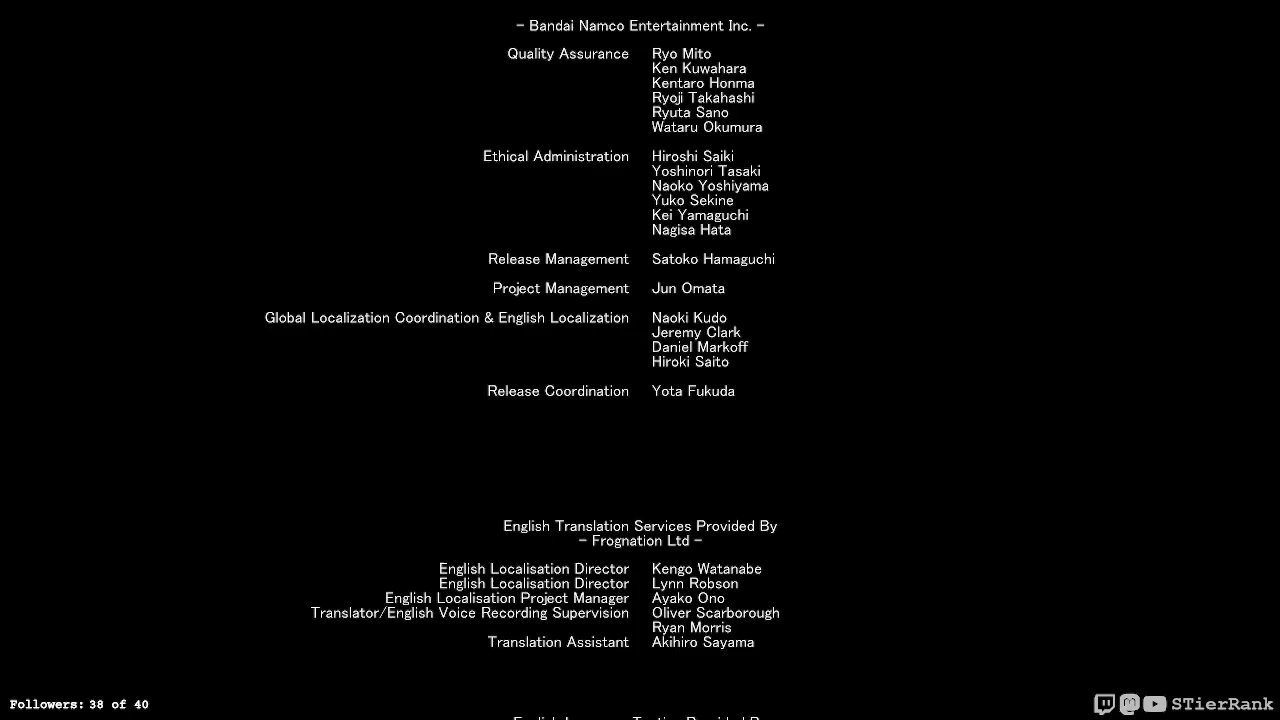 - Bandai Namco Entertainment Inc. -
Quality Assurance Ryo Mito
Ken Kuwahara
Kentaro Honma
Ryoji Takahashi
Ryuta Sano
Wataru Okumura
Ethical Administration Hiroshi Saiki
Yoshinori Tasaki
Naoko Yoshiyama
Yuko Sekine
Kei Yamaguchi
Nagisa Hata
Release Management Satoko Hamaguchi
Project Management Jun Omata
Global Localization Coordination & English Localization Naoki Kudo
Jeremy Clark
Daniel Markoff
Hiroki Saito
Release Coordination Yota Fukuda
English Translation Services Provided By
- Frognation Ltd -
English Localisation Director Kengo Watanabe
English Localisation Director Lynn Robson
English Localisation Project Manager Ayako Ono
Translator/English Voice Recording Supervision Oliver Scarborough
Ryan Morris
Translation Assistant Akihiro Sayama
Followers: 38 of 40
STierRank